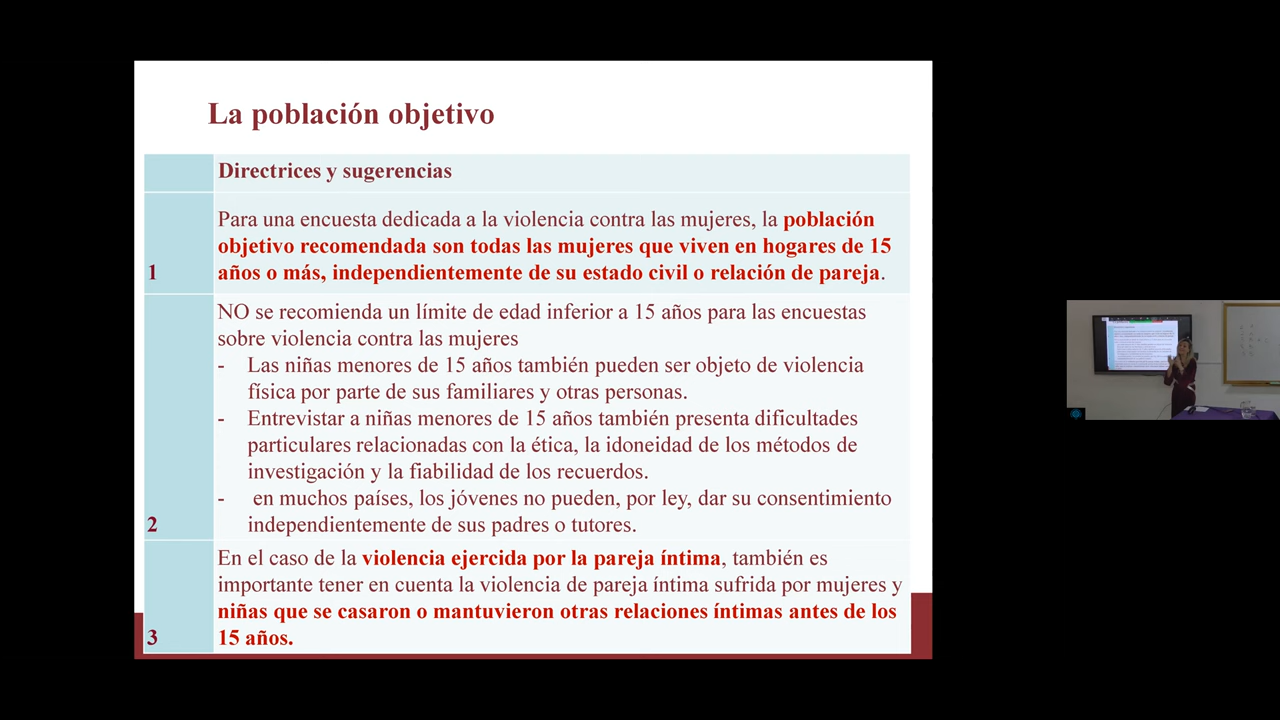 La población objetivo
Directrices y sugerencias
1
Para una encuesta dedicada a la violencia contra las mujeres, la población
objetivo recomendada son todas las mujeres que viven en hogares de 15
años o más, independientemente de su estado civil o relación de pareja.
2
NO se recomienda un límite de edad inferior a 15 años para las encuestas
sobre violencia contra las mujeres
- Las niñas menores de 15 años también pueden ser objeto de violencia
física por parte de sus familiares y otras personas.
- Entrevistar a niñas menores de 15 años también presenta dificultades
particulares relacionadas con la ética, la idoneidad de los métodos de
investigación y la fiabilidad de los recuerdos.
- en muchos países, los jóvenes no pueden, por ley, dar su consentimiento
independientemente de sus padres o tutores.
3
En el caso de la violencia ejercida por la pareja íntima, también es
importante tener en cuenta la violencia de pareja íntima sufrida por mujeres y
niñas que se casaron o mantuvieron otras relaciones íntimas antes de los
15 años.